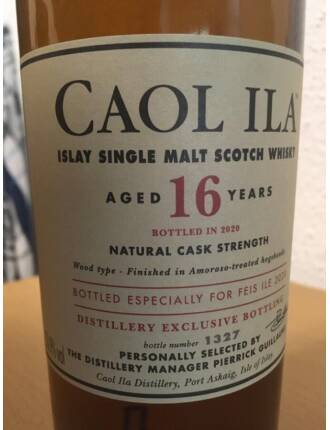 CAOL ILA
ISLAY SINGLE MALT SCOTCH WHISKY
AGED 16 YEARS
BOTTLED IN 2020
NATURAL CASK STRENGTH
Wood type - Finished in Amoroso-treated hogsheads
BOTTLED ESPECIALLY FOR FEIS ILE 2020
DISTILLERY EXCLUSIVE BOTTLING
bottle number 1327
PERSONALLY SELECTED BY
THE DISTILLERY MANAGER PIERRICK GUILLAUME
Caol Ila Distillery, Port Askaig, Isle of Islay
vol